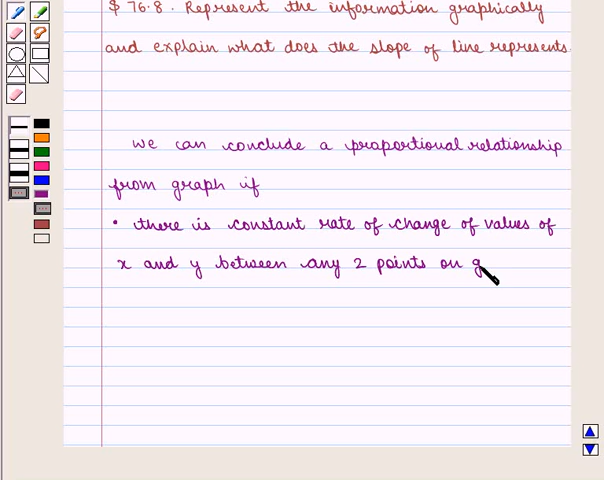 $ 76.8. Represent the information graphically
and explain what does the slope of line represents.
we can conclude a proportional relationship
from graph if
• there is constant rate of change of values of
x and y between any 2 points on g